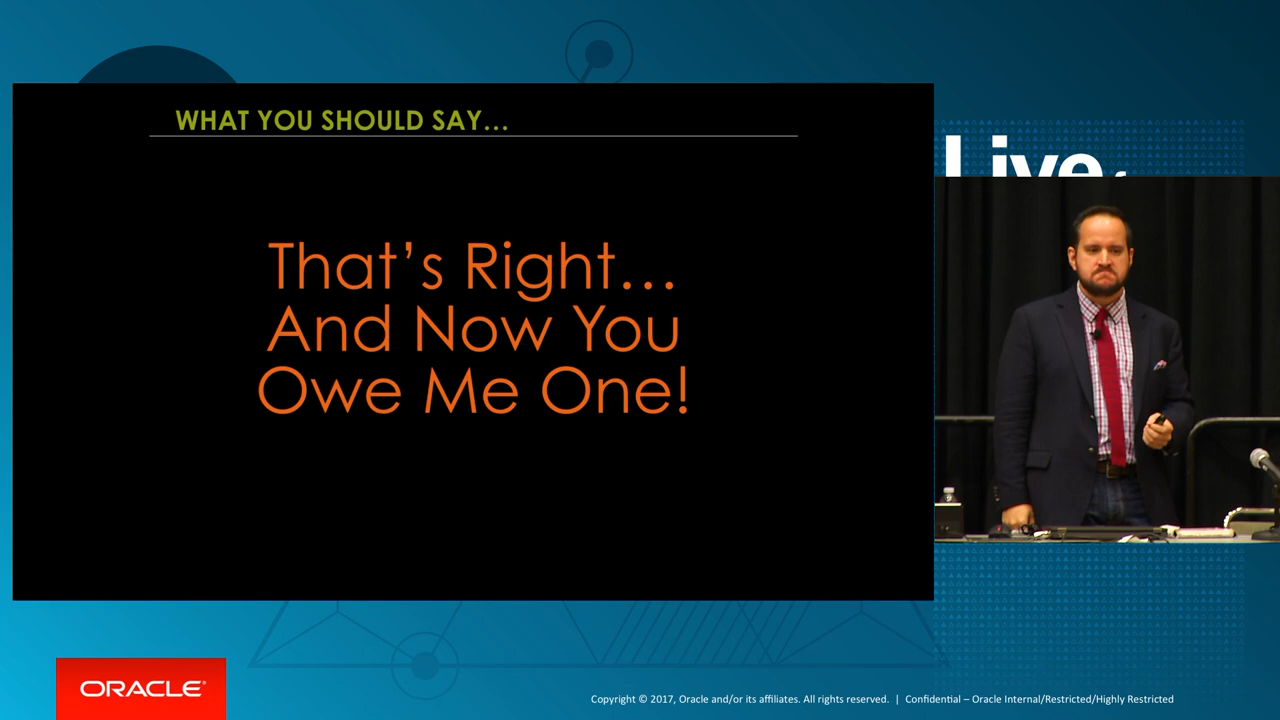 WHAT YOU SHOULD SAY...
That’s Right...
And Now You
Owe Me One!
Live
ORACLE®
Copyright © 2017, Oracle and/or its affiliates. All rights reserved. | Confidential – Oracle Internal/Restricted/Highly Restricted